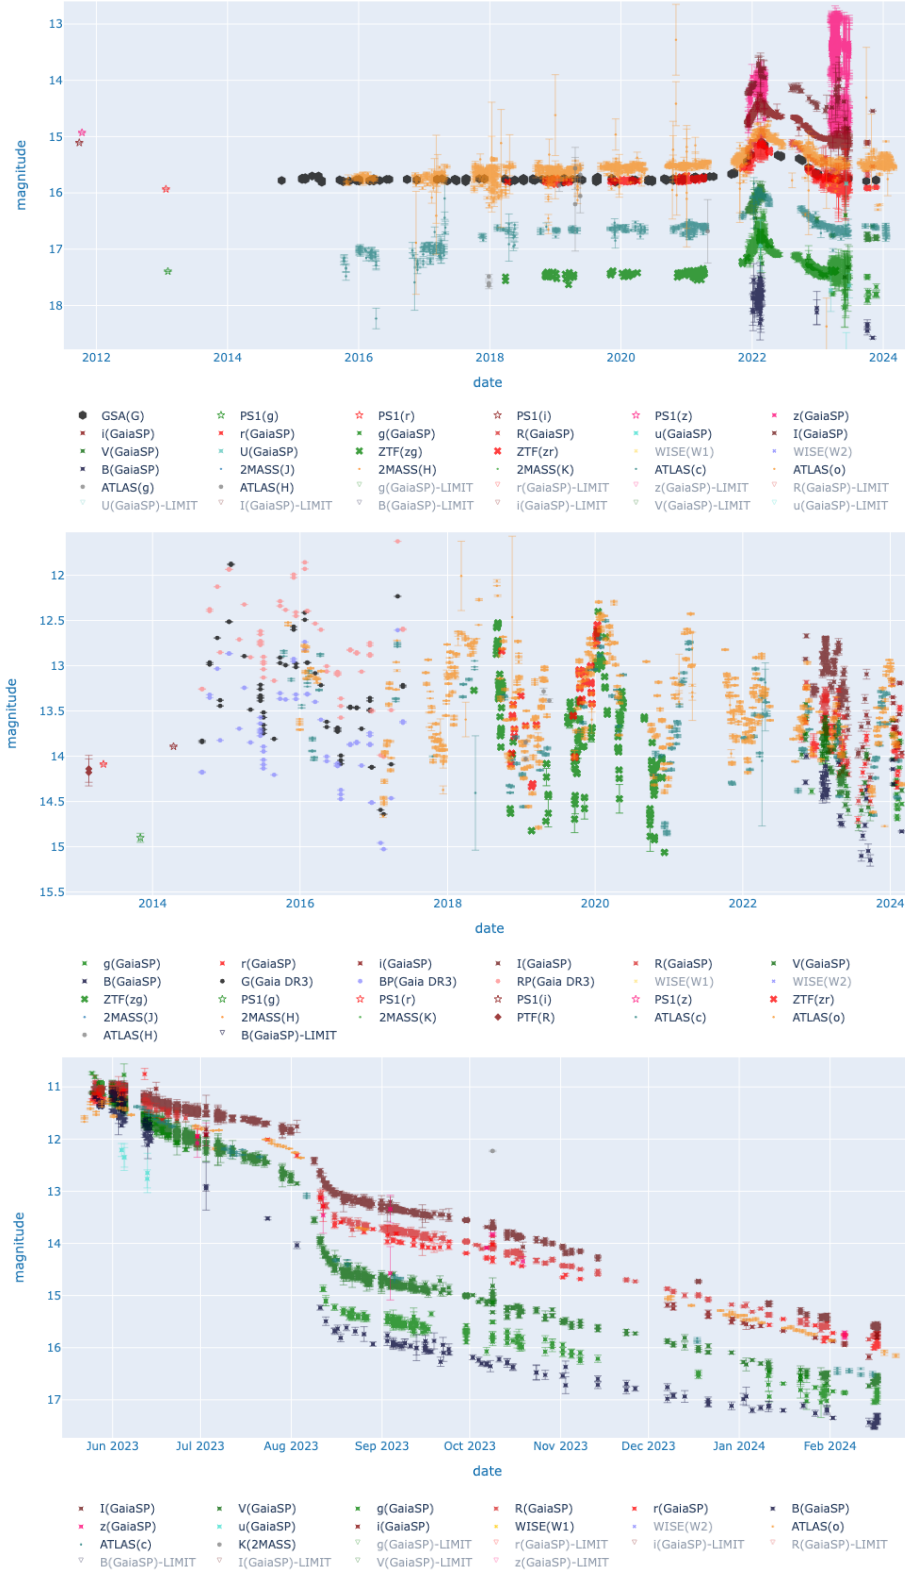 13
14
15
16
17
18
magnitude
2012 2014 2016 2018 2020 2022 2024
date
GSA(G) PS1(g) PS1(r) PS1(i) PS1(z) z(GaiaSP)
i(GaiaSP) r(GaiaSP) g(GaiaSP) R(GaiaSP) u(GaiaSP) I(GaiaSP)
V(GaiaSP) U(GaiaSP) ZTF(zg) ZTF(zr) WISE(W1) WISE(W2)
B(GaiaSP) 2MASS(J) 2MASS(H) 2MASS(K) ATLAS(c) ATLAS(o)
ATLAS(g) ATLAS(H) g(GaiaSP)-LIMIT r(GaiaSP)-LIMIT z(GaiaSP)-LIMIT R(GaiaSP)-LIMIT
U(GaiaSP)-LIMIT I(GaiaSP)-LIMIT B(GaiaSP)-LIMIT i(GaiaSP)-LIMIT V(GaiaSP)-LIMIT u(GaiaSP)-LIMIT
12
12.5
13
13.5
14
14.5
15
15.5
magnitude
2014 2016 2018 2020 2022 2024
date
g(GaiaSP) r(GaiaSP) i(GaiaSP) I(GaiaSP) R(GaiaSP) V(GaiaSP)
B(GaiaSP) G(Gaia DR3) BP(Gaia DR3) RP(Gaia DR3) WISE(W1) WISE(W2)
ZTF(zg) PS1(g) PS1(r) PS1(i) PS1(z) ZTF(zr)
2MASS(J) 2MASS(H) 2MASS(K) PTF(R) ATLAS(c) ATLAS(o)
ATLAS(H) B(GaiaSP)-LIMIT
11
12
13
14
15
16
17
magnitude
Jun 2023 Jul 2023 Aug 2023 Sep 2023 Oct 2023 Nov 2023 Dec 2023 Jan 2024 Feb 2024
date
I(GaiaSP) V(GaiaSP) g(GaiaSP) R(GaiaSP) r(GaiaSP) B(GaiaSP)
z(GaiaSP) u(GaiaSP) i(GaiaSP) WISE(W1) WISE(W2) ATLAS(o)
ATLAS(c) K(2MASS) g(GaiaSP)-LIMIT r(GaiaSP)-LIMIT i(GaiaSP)-LIMIT R(GaiaSP)-LIMIT
B(GaiaSP)-LIMIT I(GaiaSP)-LIMIT V(GaiaSP)-LIMIT z(GaiaSP)-LIMIT